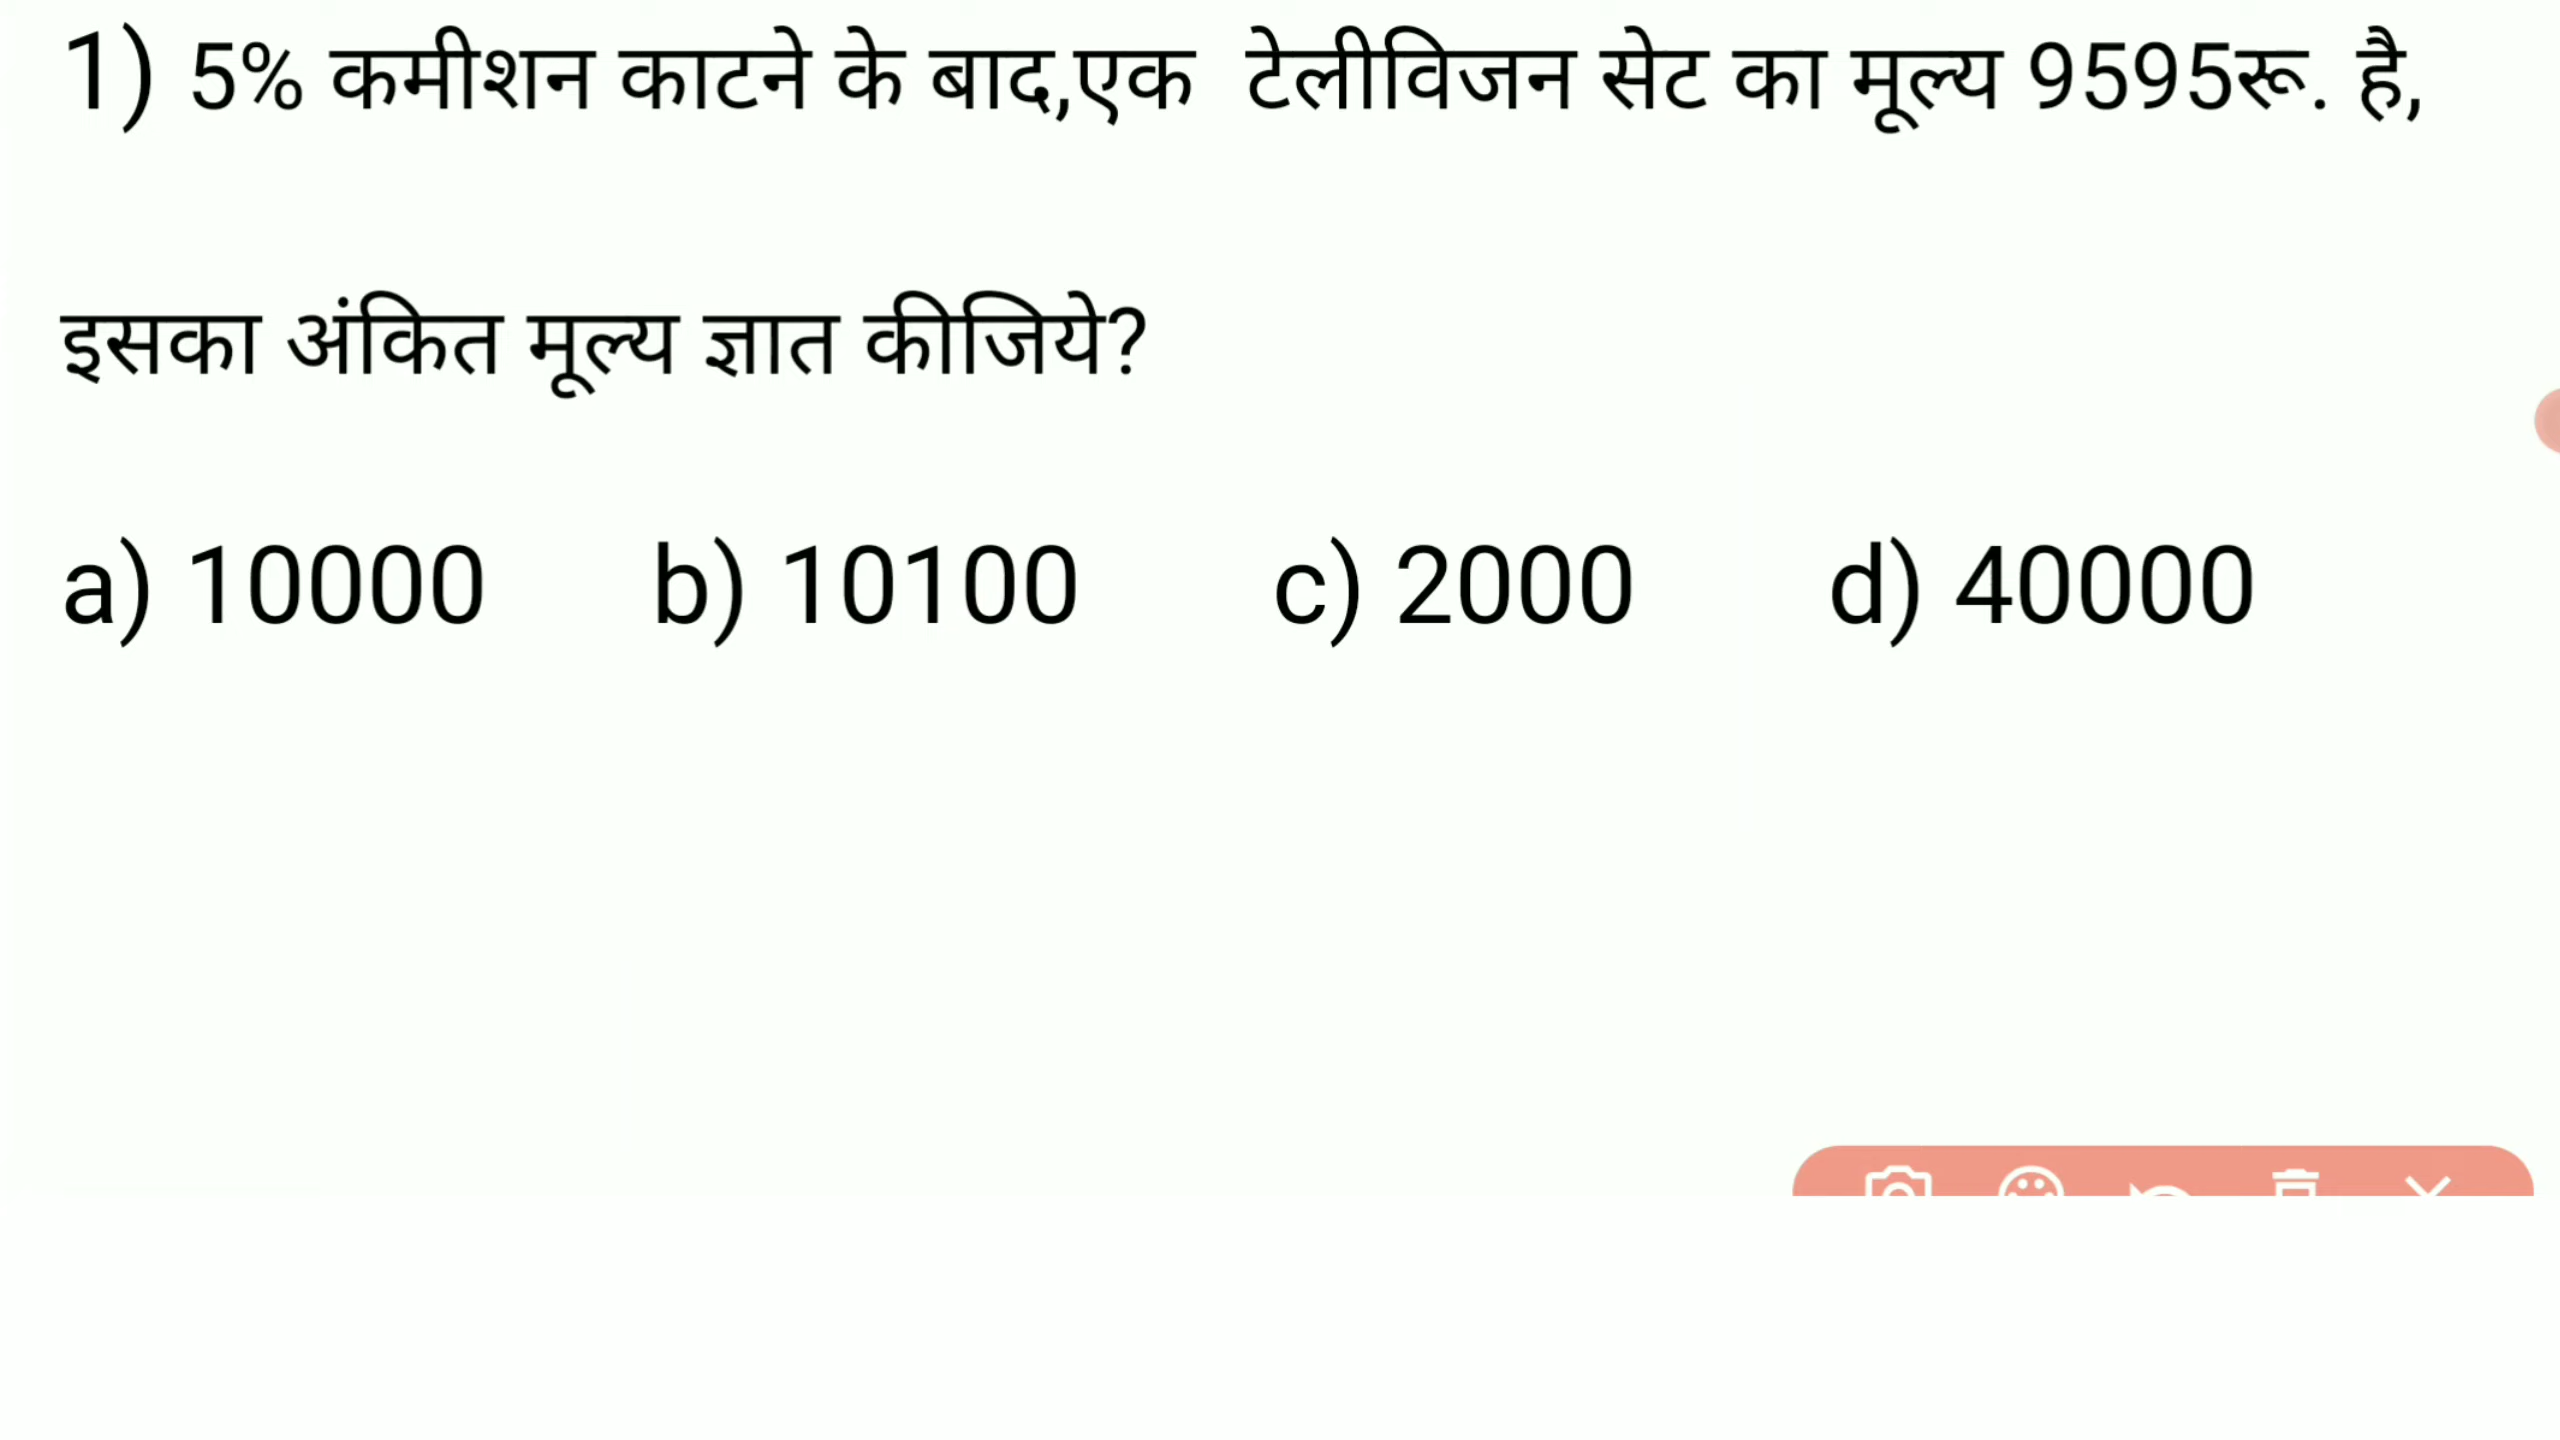 1) 5% कमीशन काटने के बाद,एक टेलीविजन सेट का मूल्य 9595रू. है,
इसका अंकित मूल्य ज्ञात कीजिये?
a) 10000 b) 10100 c) 2000 d) 40000